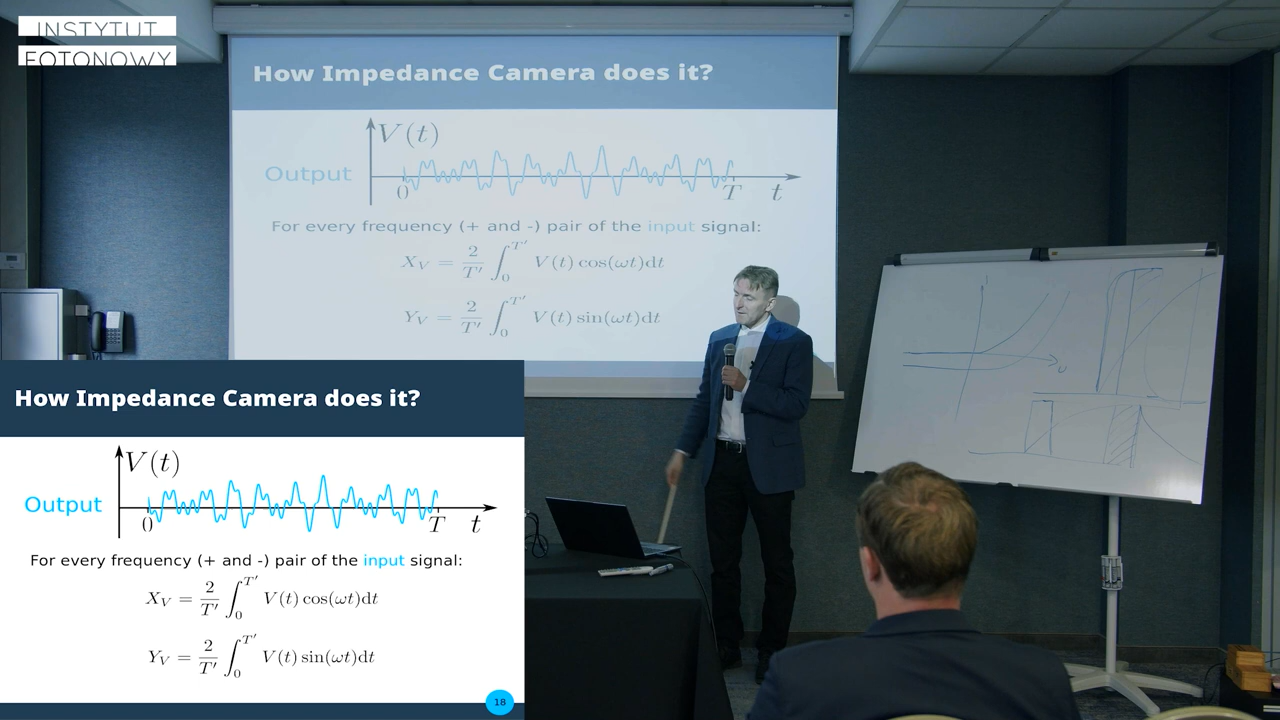 INSTYTUT
FOTONOWY
How Impedance Camera does it?
V(t)
Output
0
T
t
For every frequency (+ and -) pair of the input signal:
X_V = 2/T' ∫_0^{T'} V(t) cos(ωt)dt
Y_V = 2/T' ∫_0^{T'} V(t) sin(ωt)dt
How Impedance Camera does it?
V(t)
Output
0
T
t
For every frequency (+ and -) pair of the input signal:
X_V = 2/T' ∫_0^{T'} V(t) cos(ωt)dt
Y_V = 2/T' ∫_0^{T'} V(t) sin(ωt)dt
18